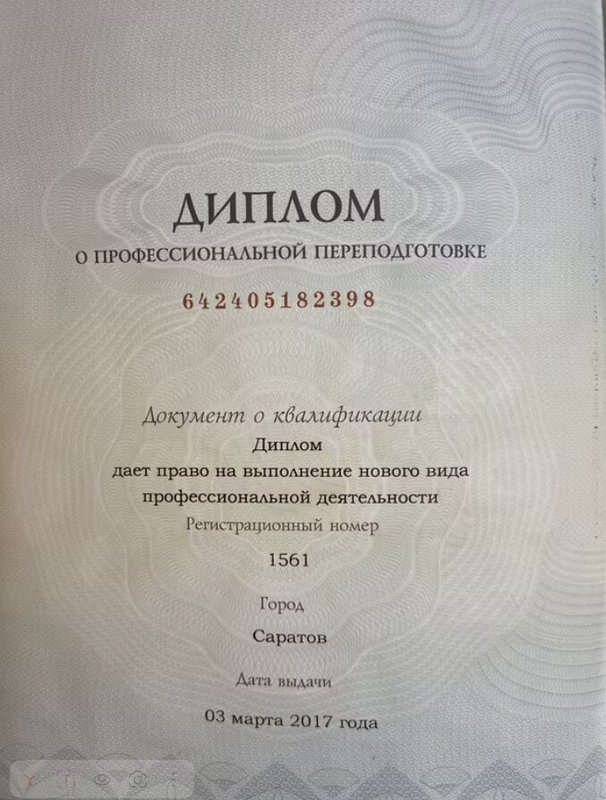 ДИПЛОМ
О ПРОФЕССИОНАЛЬНОЙ ПЕРЕПОДГОТОВКЕ
642405182398
Документ о квалификации
Диплом
дает право на выполнение нового вида
профессиональной деятельности
Регистрационный номер
1561
Город
Саратов
Дата выдачи
03 марта 2017 года